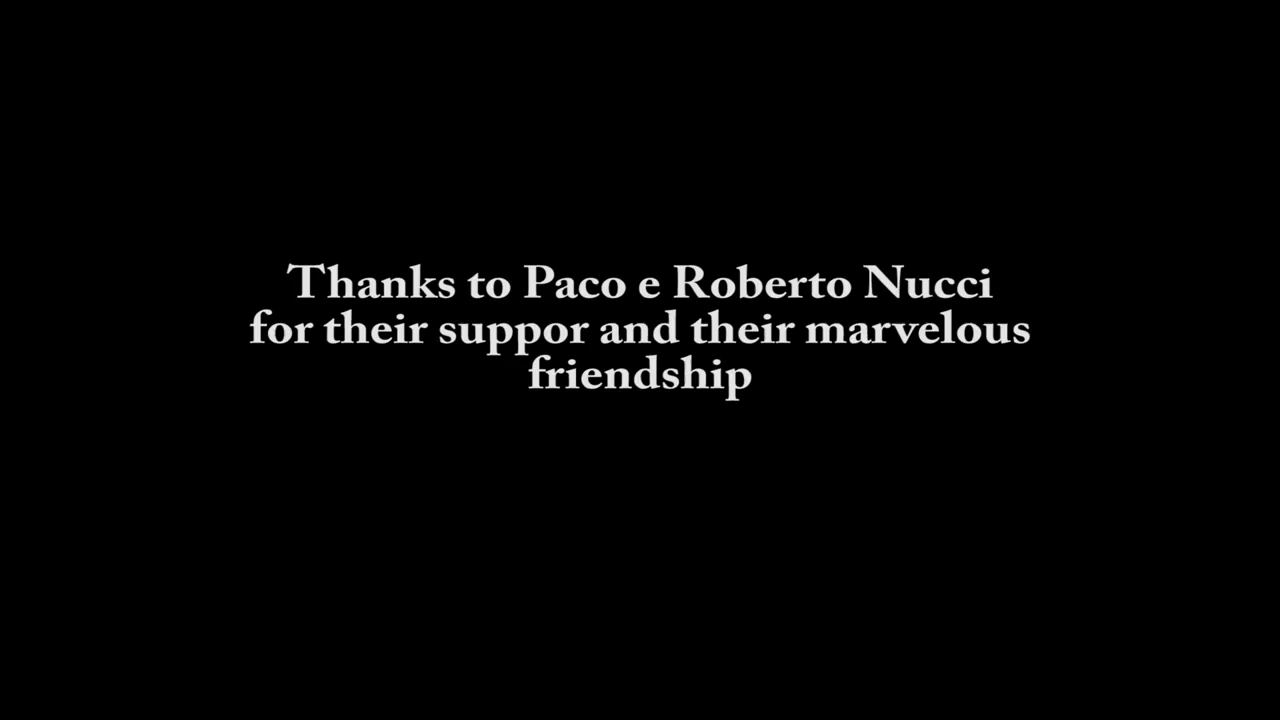 Thanks to Paco e Roberto Nucci
for their suppor and their marvelous
friendship